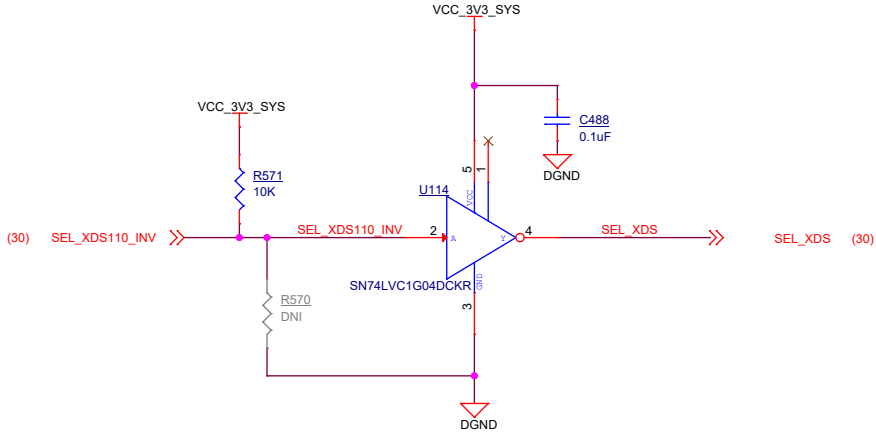 VCC_3V3_SYS
VCC_3V3_SYS
C488
0.1uF
DGND
R571
10K
5
1
VCC
U114
(30) SEL_XDS110_INV
SEL_XDS110_INV
2
A
Y
4
SEL_XDS
SEL_XDS (30)
SN74LVC1G04DCKR
GND
3
R570
DNI
DGND